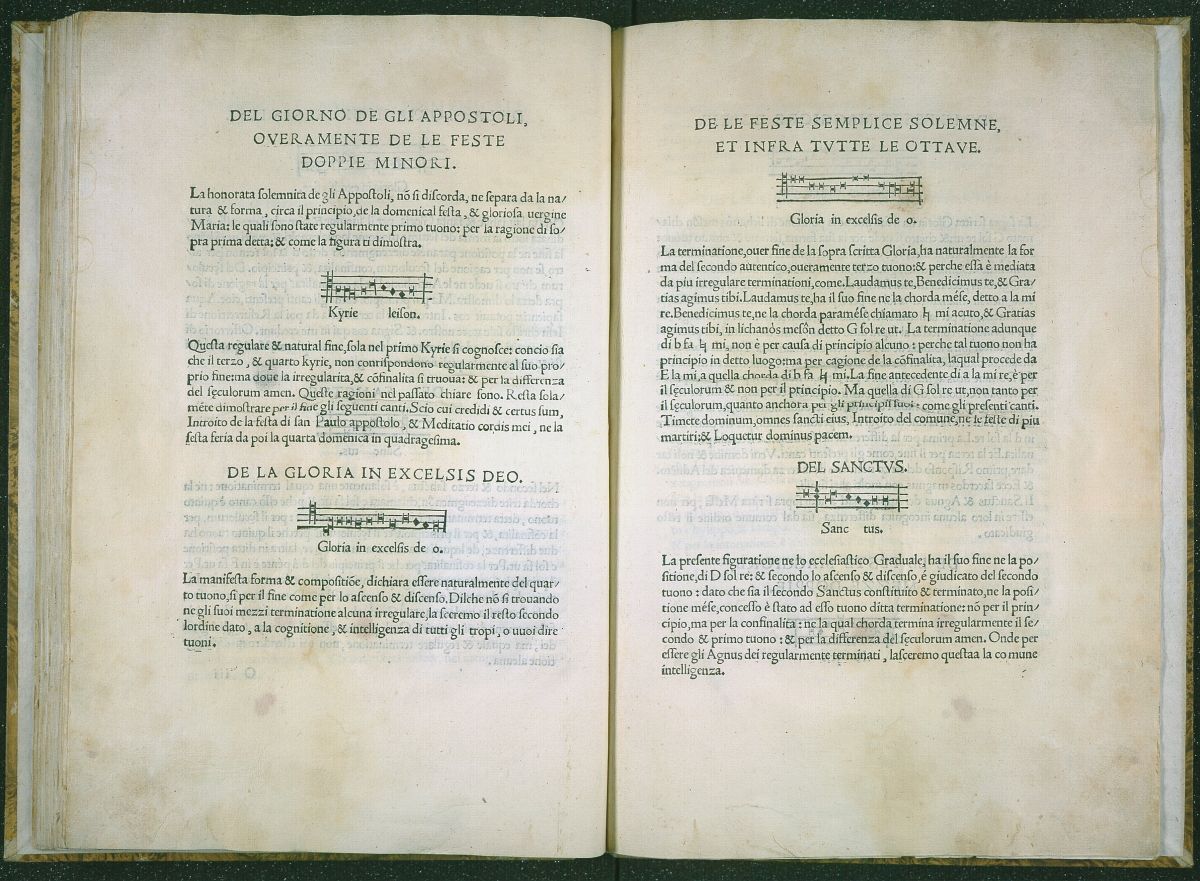 DEL GIORNO DE GLI APPOSTOLI,
OVERAMENTE DE LE FESTE
DOPPIE MINORI.
La honorata solemnita de gli Appostoli, nõ si discorda, ne separa da la na/
tura & forma, circa il principio, de la domenical festa, & gloriosa vergine
Maria: le quali sono state regularmente primo tuono: per la ragione di so/
pra prima detta: & come la figura ti dimostra.
Kyrie leison.
Questa regulare & natural fine, sola nel primo Kyrie si cognosce: concio sia
che il terzo, & quarto kyrie, non corrispondono regularmente al suo pro/
prio fine: ma doue la irregularita, & cõfinalita si truoua: & per la differenza
del sęculorum amen. Queste ragioni nel passato chiare sono. Resta sola/
mẽte dimostrare per il fine gli seguenti canti. Scio cui credidi & certus sum,
Introito de la festa di san Paulo appostolo, & Meditatio cordis mei, ne la
sesta feria da poi la quarta domenica in quadragesima.
DE LA GLORIA IN EXCELSIS DEO.
Gloria in excelsis de o.
La manifesta forma & compositiõe, dichiara essere naturalmente del quar/
to tuono, si per il fine come per lo ascenso & discenso. Dilche nõ si trouando
ne gli suoi mezzi terminatione alcuna irregulare, lasceremo il resto secondo
lordine dato, a la cognitione, & intelligenza di tutti gli tropi, o vuoi dire
tuoni.
DE LE FESTE SEMPLICE SOLEMNE,
ET INFRA TVTTE LE OTTAVE.
Gloria in excelsis de o.
La terminatione, ouer fine de la sopra scritta Gloria, ha naturalmente la for
ma del secondo autentico, oueramente terzo tuono: & perche essa è mediata
da piu irregulare terminationi, come. Laudamus te, Benedicimus te, & Gra/
tias agimus tibi. Laudamus te, ha il suo fine ne la chorda mése, detto a la mi
re. Benedicimus te, ne la chorda paramése chiamato ♮ mi acuto, & Gratias
agimus tibi, in lichanòs mesõn detto G sol re ut. La terminatione adunque
di b fa ♮ mi, non è per causa di principio alcuno: perche tal tuono non ha
principio in detto luogo: ma per cagione de la cõfinalita, laqual procede da
E la mi, a quella chorda di b fa ♮ mi. La fine antecedente di a la mi re, è per
il sęculorum & non per il principio. Ma quella di G sol re ut, non tanto per
il sęculorum, quanto anchora per gli principii suoi: come gli presenti canti.
Timete dominum, omnes sancti eius, Introito del comune, ne le feste di piu
martiri: & Loquetur dominus pacem.
DEL SANCTVS.
Sanc tus.
La presente figuratione ne lo ecclesiastico Graduale, ha il suo fine ne la po/
sitione, di D sol re: & secondo lo ascenso & discenso, é giudicato del secondo
tuono: dato che sia il secondo Sanctus constituito & terminato, ne la posi/
tione mése, concesso è stato ad esso tuono ditta terminatione: nõ per il prin/
cipio, ma per la confinalita: ne la qual chorda termina irregularmente il se/
condo & primo tuono: & per la differenza del sęculorum amen. Onde per
essere gli Agnus dei regularmente terminati, lasceremo questa a la comune
intelligenza.